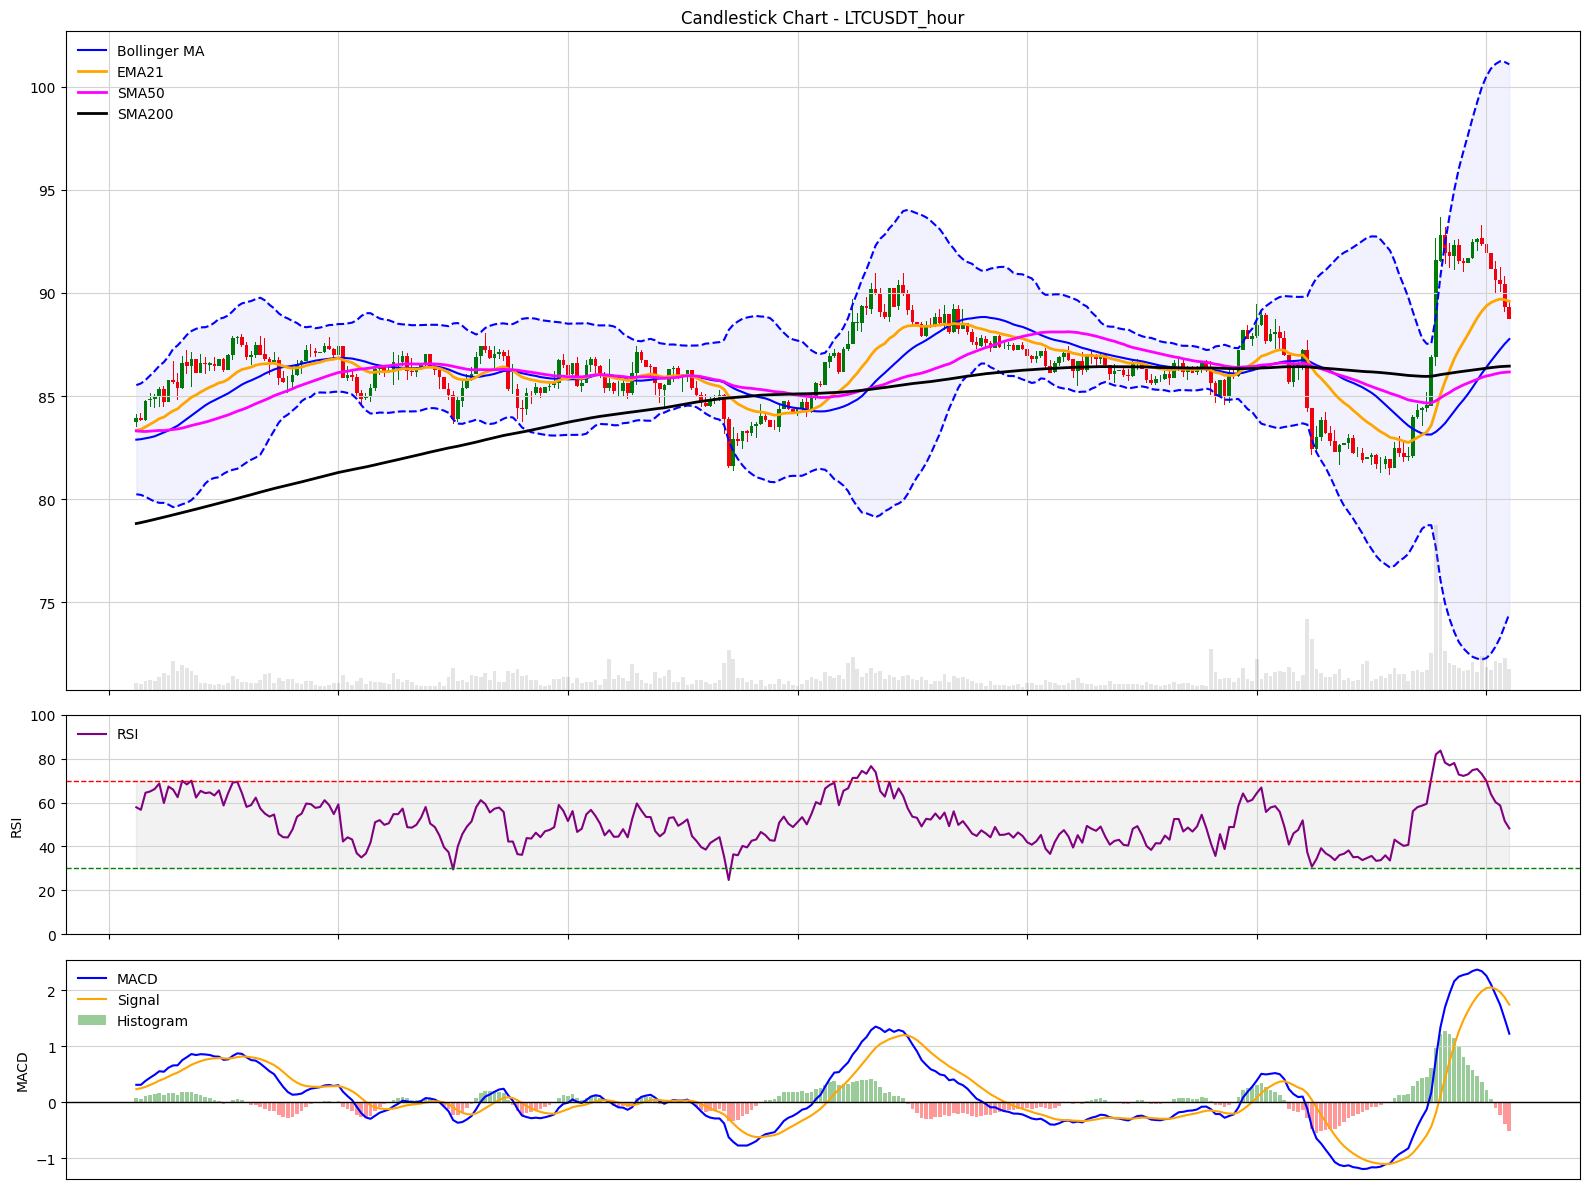 Candlestick Chart - LTCUSDT_hour
Bollinger MA
EMA21
SMA50
SMA200
100
95
90
85
80
75
RSI
100
80
60
40
20
0
RSI
MACD
Signal
Histogram
2
1
0
−1
MACD